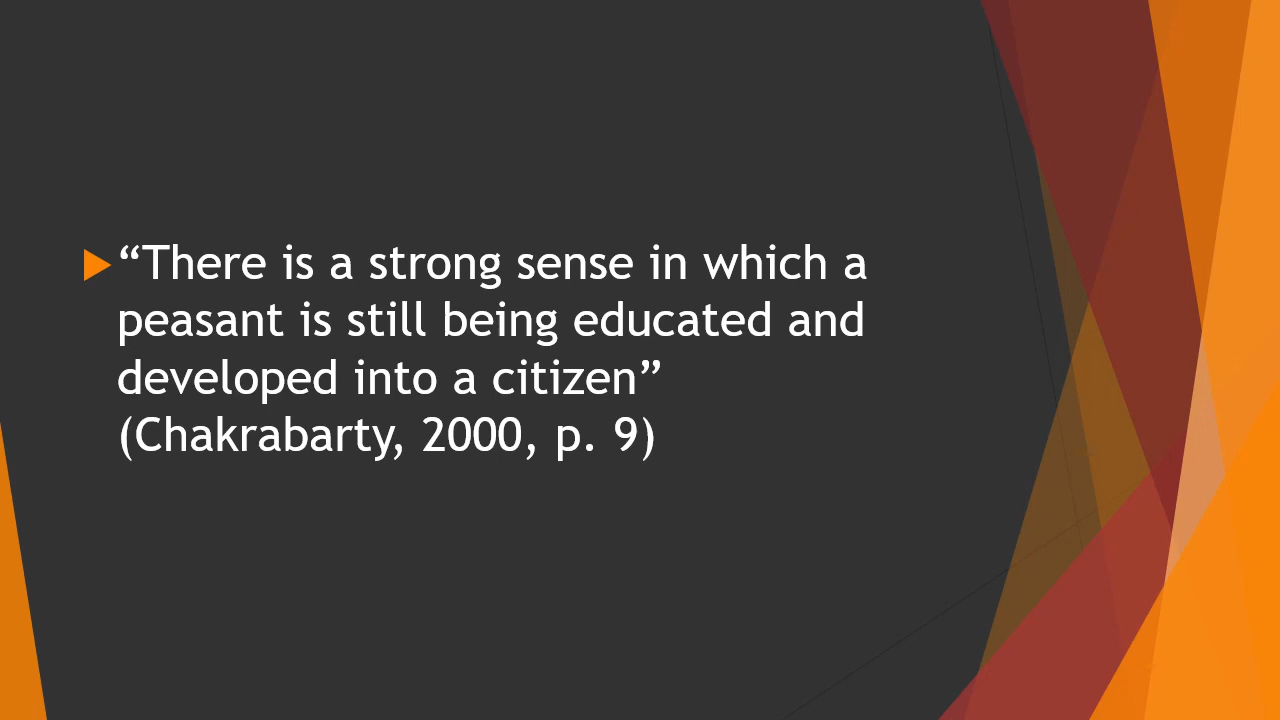 “There is a strong sense in which a
peasant is still being educated and
developed into a citizen”
(Chakrabarty, 2000, p. 9)